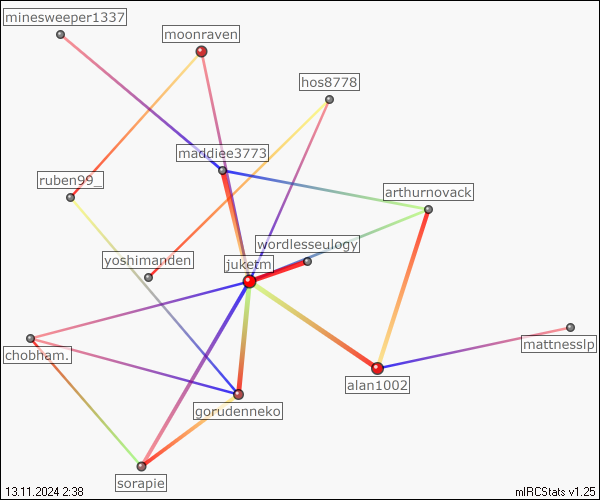 minesweeper1337
moonraven
hos8778
maddiee3773
ruben99_
arthurnovack
wordlesseulogy
yoshimanden
juketm
chobham.
mattnesslp
alan1002
gorudenneko
sorapie
13.11.2024 2:38
mIRCStats v1.25